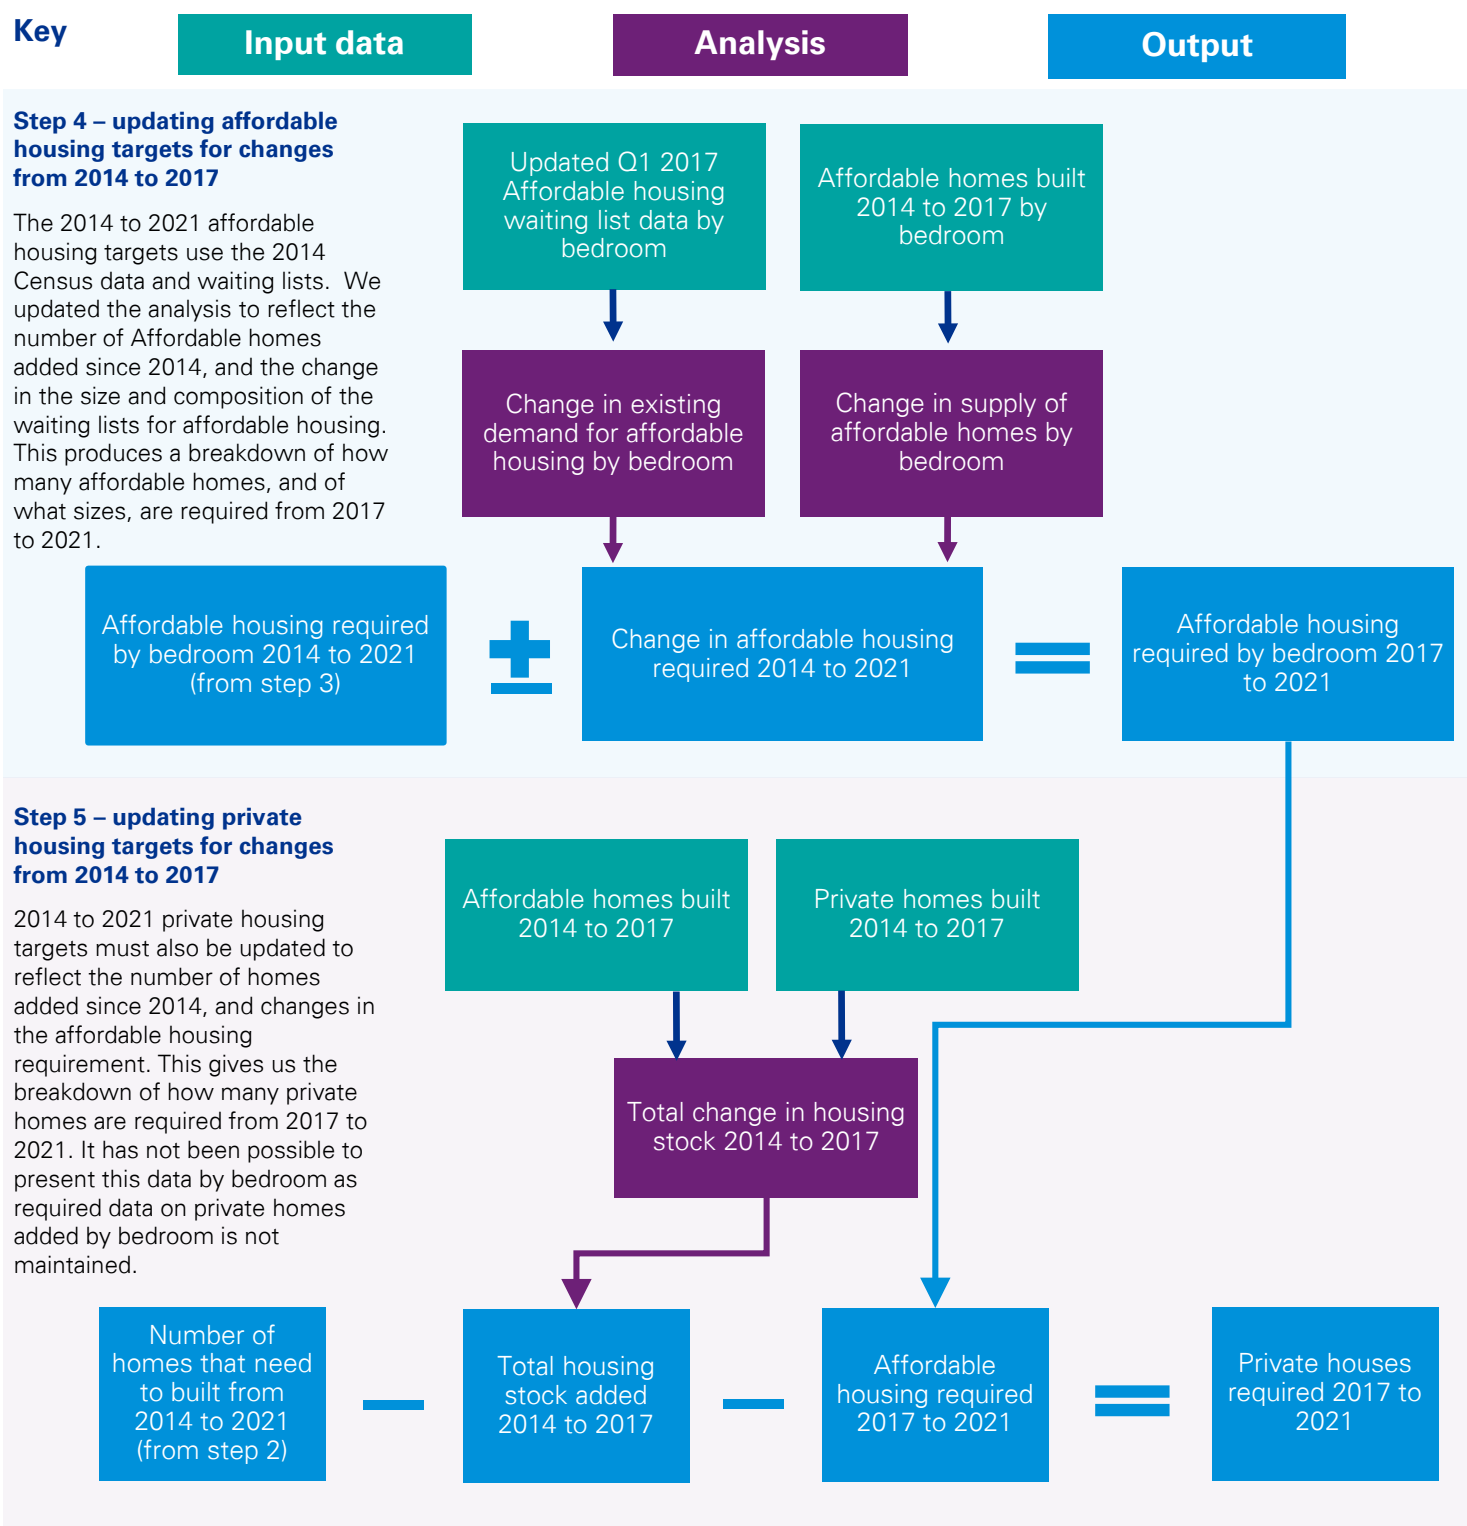 Key
Input data
Analysis
Output
Step 4 – updating affordable
housing targets for changes
from 2014 to 2017
The 2014 to 2021 affordable
housing targets use the 2014
Census data and waiting lists.  We
updated the analysis to reflect the
number of Affordable homes
added since 2014, and the change
in the size and composition of the
waiting lists for affordable housing.
This produces a breakdown of how
many affordable homes, and of
what sizes, are required from 2017
to 2021.
Updated Q1 2017
Affordable housing
waiting list data by
bedroom
Affordable homes built
2014 to 2017 by
bedroom
Change in existing
demand for affordable
housing by bedroom
Change in supply of
affordable homes by
bedroom
Affordable housing required
by bedroom 2014 to 2021
(from step 3)
±
Change in affordable housing
required 2014 to 2021
=
Affordable housing
required by bedroom 2017
to 2021
Step 5 – updating private
housing targets for changes
from 2014 to 2017
2014 to 2021 private housing
targets must also be updated to
reflect the number of homes
added since 2014, and changes in
the affordable housing
requirement. This gives us the
breakdown of how many private
homes are required from 2017 to
2021. It has not been possible to
present this data by bedroom as
required data on private homes
added by bedroom is not
maintained.
Affordable homes built
2014 to 2017
Private homes built
2014 to 2017
Total change in housing
stock 2014 to 2017
Number of
homes that need
to built from
2014 to 2021
(from step 2)
–
Total housing
stock added
2014 to 2017
–
Affordable
housing required
2017 to 2021
=
Private houses
required 2017 to
2021